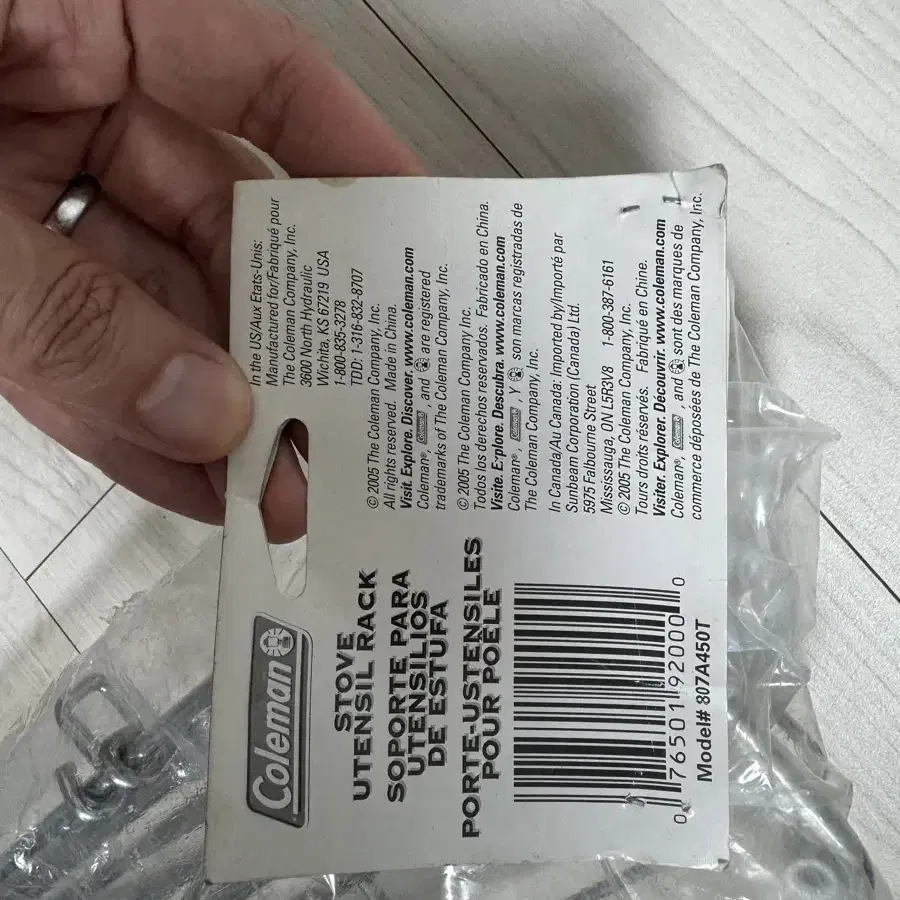 Coleman
STOVE
UTENSIL RACK
SOPORTE PARA
UTENSILIOS
DE ESTUFA
PORTE-USTENSILES
POUR POÊLE
0 76501 92000 0
Model# 807A450T
In the US/Aux Etats-Unis:
Manufactured for/Fabriqué pour
The Coleman Company, Inc.
3600 North Hydraulic
Wichita, KS 67219 USA
1-800-835-3278
TDD: 1-316-832-8707
© 2005 The Coleman Company, Inc.
All rights reserved. Made in China.
Visit. Explore. Discover. www.coleman.com
Coleman®, Coleman, and are registered
trademarks of The Coleman Company, Inc.
© 2005 The Coleman Company, Inc.
Todos los derechos reservados. Fabricado en China.
Visite. Explore. Descubra. www.coleman.com
Coleman®, Coleman, Y son marcas registradas de
The Coleman Company, Inc.
In Canada/Au Canada: Imported by/Importé par
Sunbeam Corporation (Canada) Ltd.
5975 Falbourne Street
Mississauga, ON L5R3V8 1-800-387-6161
© 2005 The Coleman Company, Inc.
Tours droits réservés. Fabriqué en Chine.
Visiter. Explorer. Découvrir. www.coleman.com
Coleman®, Coleman, and sont des marques de
commerce déposées de The Coleman Company, Inc.